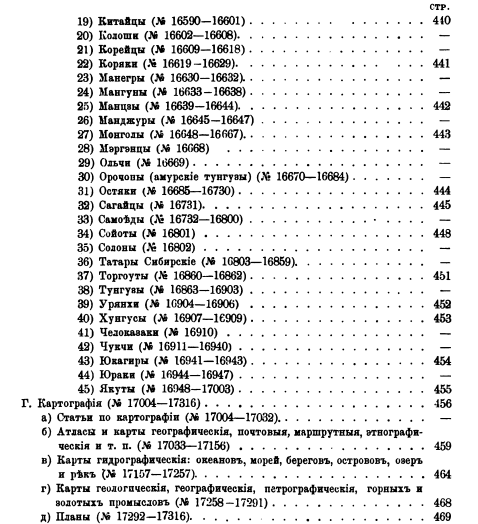 СТР.
19) Китайцы (№ 16590—16601) . . . . . . . . . . . . 440
20) Колоши (№ 16602—16608). . . . . . . . . . . . . —
21) Корейцы (№ 16609—16618) . . . . . . . . . . . . —
22) Коряки (№ 16619—16629). . . . . . . . . . . . . 441
23) Манегры (№ 16630—16632). . . . . . . . . . . . —
24) Мангуны (№ 16633—16638) . . . . . . . . . . . . —
25) Манцзы (№ 16639—16644). . . . . . . . . . . . . 442
26) Манджуры (№ 16645—16647) . . . . . . . . . . . —
27) Монголы (№ 16648—16667). . . . . . . . . . . . 443
28) Мэргэнцы (№ 16668) . . . . . . . . . . . . . —
29) Ольчи (№ 16669). . . . . . . . . . . . . . . —
30) Орочоны (амурскіе тунгузы) (№ 16670—16684) . . . . . —
31) Остяки (№ 16685—16730) . . . . . . . . . . . . 444
32) Сагайцы (№ 16731). . . . . . . . . . . . . . 445
33) Самоѣды (№ 16732—16800) . . . . . . . . . . . . —
34) Сойоты (№ 16801) . . . . . . . . . . . . . . 448
35) Солоны (№ 16802) . . . . . . . . . . . . . . —
36) Татары Сибирскіе (№ 16803—16859). . . . . . . . . —
37) Торгоуты (№ 16860—16862) . . . . . . . . . . . . 451
38) Тунгузы (№ 16863—16903) . . . . . . . . . . . . —
39) Урянхи (№ 16904—16906) . . . . . . . . . . . . 452
40) Хунгусы (№ 16907—16909) . . . . . . . . . . . . 453
41) Челоказаки (№ 16910) . . . . . . . . . . . . . —
42) Чукчи (№ 16911—16940) . . . . . . . . . . . . . —
43) Юкагиры (№ 16941—16943) . . . . . . . . . . . . 454
44) Юраки (№ 16944—16947) . . . . . . . . . . . . . —
45) Якуты (№ 16948—17003) . . . . . . . . . . . . . 455
Г. Картографія (№ 17004—17316) . . . . . . . . . . . . . 456
а) Статьи по картографіи (№ 17004—17032). . . . . . . . . —
б) Атласы и карты географическія, почтовыя, маршрутныя, этнографи-
ческія и т. п. (№ 17033—17156) . . . . . . . . . . . 459
в) Карты гидрографическія: океановъ, морей, береговъ, острововъ, озеръ
и рѣкъ (№ 17157—17257). . . . . . . . . . . . . . 464
г) Карты геологическія, географическія, петрографическія, горныхъ и
золотыхъ промысловъ (№ 17258—17291) . . . . . . . . . 468
д) Планы (№ 17292—17316). . . . . . . . . . . . . . 469